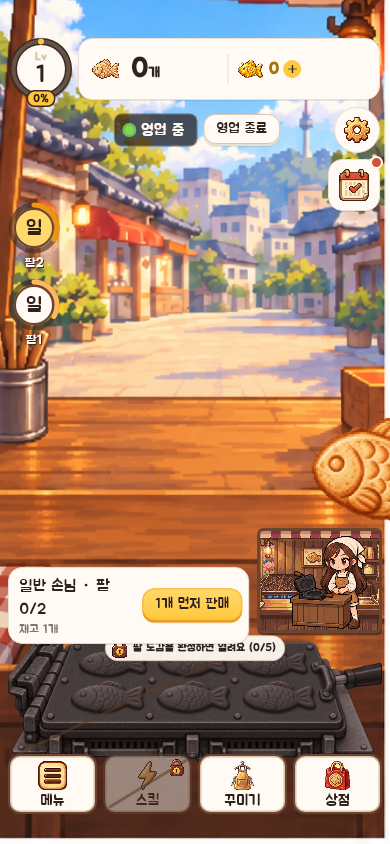 Lv
1
0%
0개
0
+
영업 중
영업 종료
일
팥2
일
팥1
일반 손님 · 팥
0/2
재고 1개
1개 먼저 판매
팥 도감을 완성하면 열려요 (0/5)
메뉴
스킬
꾸미기
상점